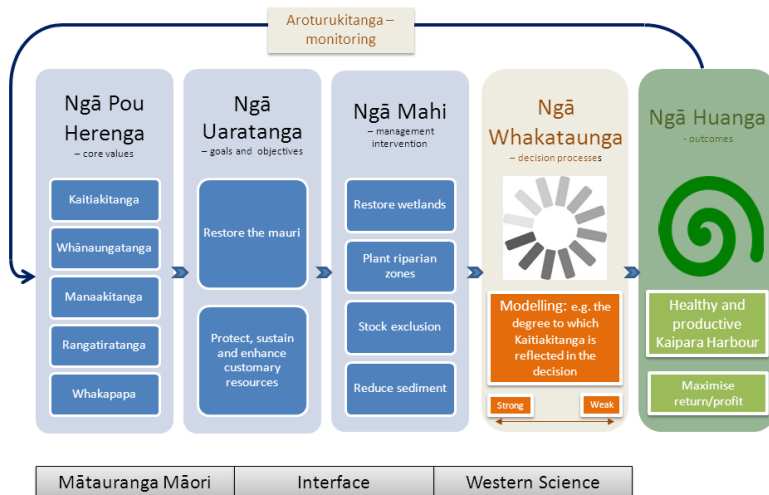 Aroturukitanga –
monitoring
Ngā Pou
Herenga
– core values
Kaitiakitanga
Whānaungatanga
Manaakitanga
Rangatiratanga
Whakapapa
Ngā
Uaratanga
– goals and objectives
Restore the mauri
Protect, sustain
and enhance
customary
resources
Ngā Mahi
– management
intervention
Restore wetlands
Plant riparian
zones
Stock exclusion
Reduce sediment
Ngā
Whakataunga
– decision processes
Modelling: e.g. the
degree to which
Kaitiakitanga is
reflected in the
decision
Strong
Weak
Ngā Huanga
- outcomes
Healthy and
productive
Kaipara Harbour
Maximise
return/profit
Mātauranga Māori
Interface
Western Science